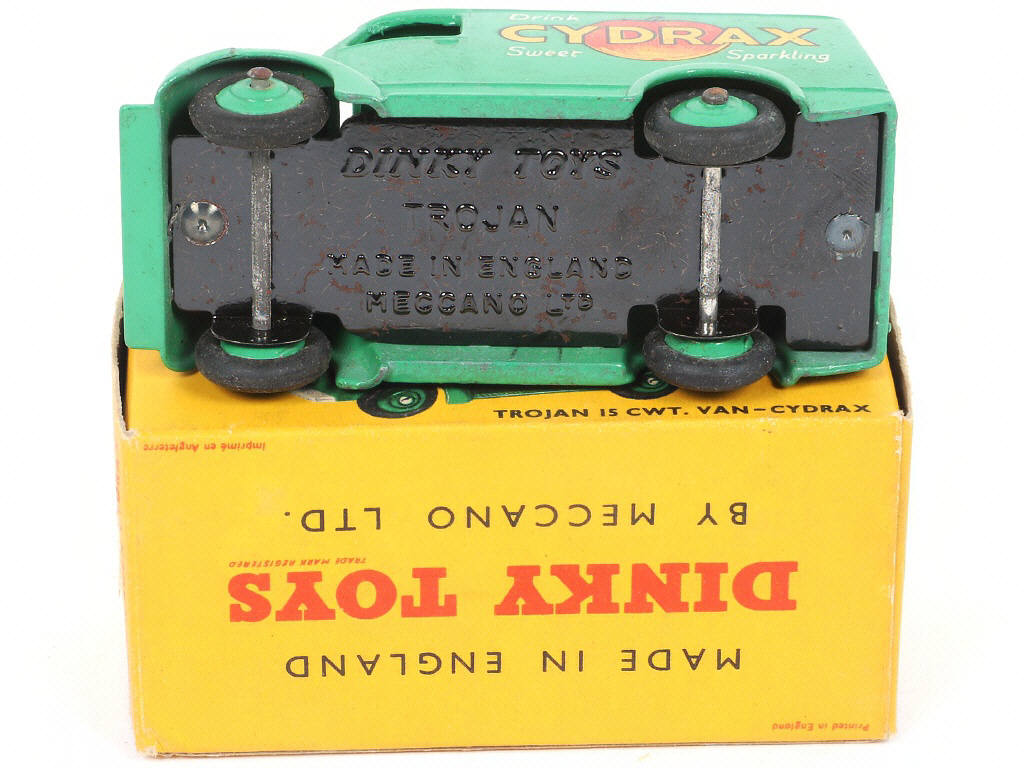 Drink
CYDRAX
Sweet Sparkling
DINKY TOYS
TROJAN
MADE IN ENGLAND
MECCANO LTD
TROJAN 15 CWT. VAN-CYDRAX
Imprimé en Angleterre
BY MECCANO LTD.
TRADE MARK REGISTERED
DINKY TOYS
MADE IN ENGLAND
Printed in England